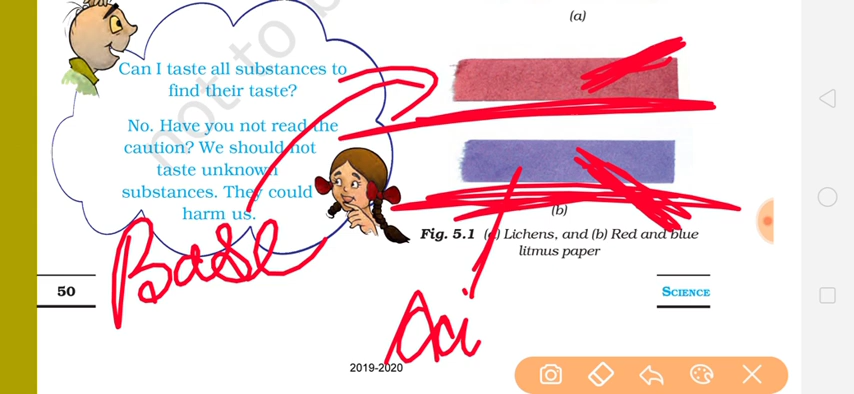 (a)
Can I taste all substances to
find their taste?
No. Have you not read the
caution? We should not
taste unknown
substances. They could
harm us.
(b)
Fig. 5.1 (a) Lichens, and (b) Red and blue
litmus paper
Base
Aci
50
SCIENCE
2019-2020
not to b